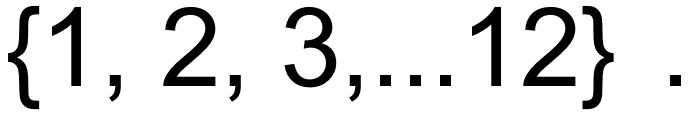 {1, 2, 3,...12} .